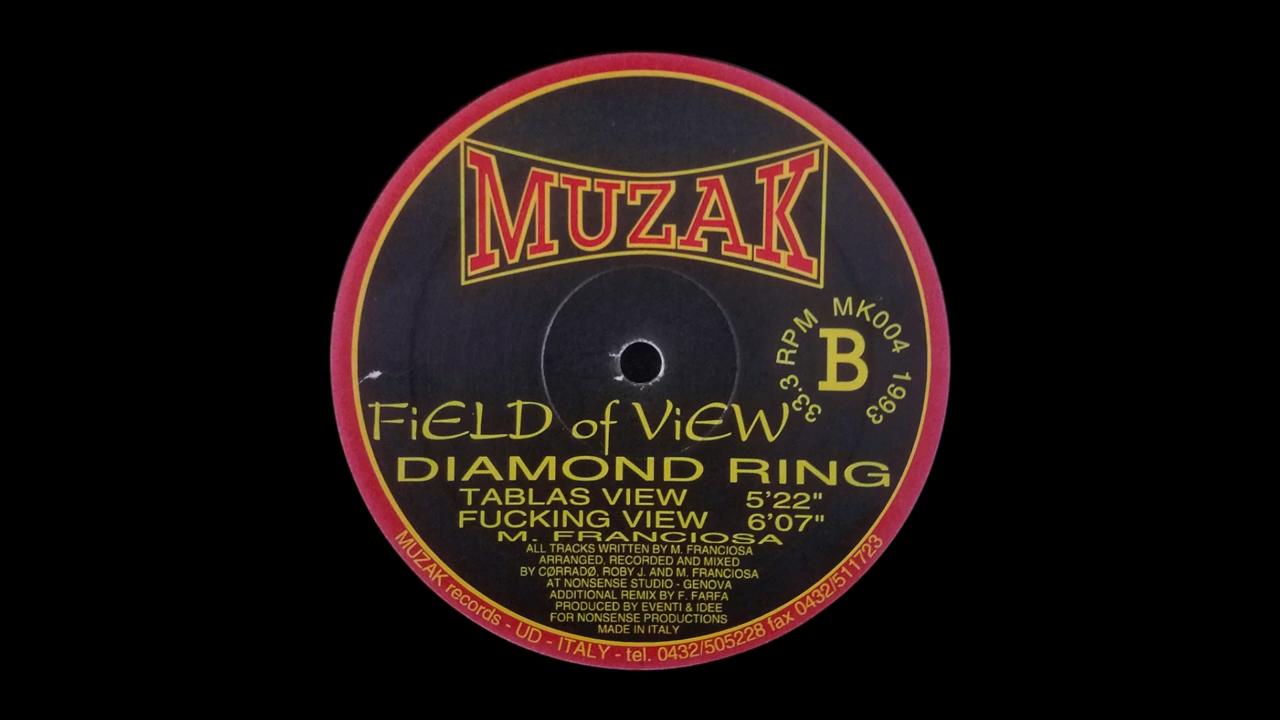 MUZAK
33.3 RPM MK004 1993
B
FiELD of ViEW
DIAMOND RING
TABLAS VIEW 5'22"
FUCKING VIEW 6'07"
M. FRANCIOSA
ALL TRACKS WRITTEN BY M. FRANCIOSA
ARRANGED, RECORDED AND MIXED
BY CØRRADØ, ROBY J. AND M. FRANCIOSA
AT NONSENSE STUDIO - GENOVA
ADDITIONAL REMIX BY F. FARFA
PRODUCED BY EVENTI & IDEE
FOR NONSENSE PRODUCTIONS
MADE IN ITALY
MUZAK records - UD - ITALY - tel. 0432/505228 fax 0432/511723